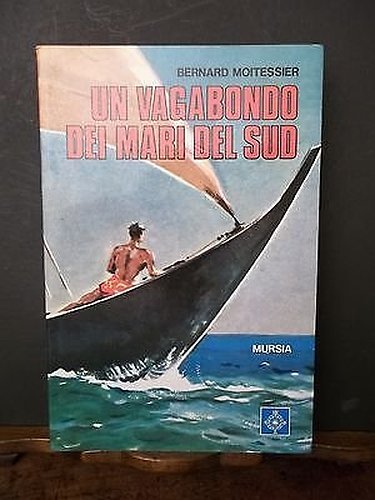 BERNARD MOITESSIER
UN VAGABONDO
DEI MARI DEL SUD
MURSIA